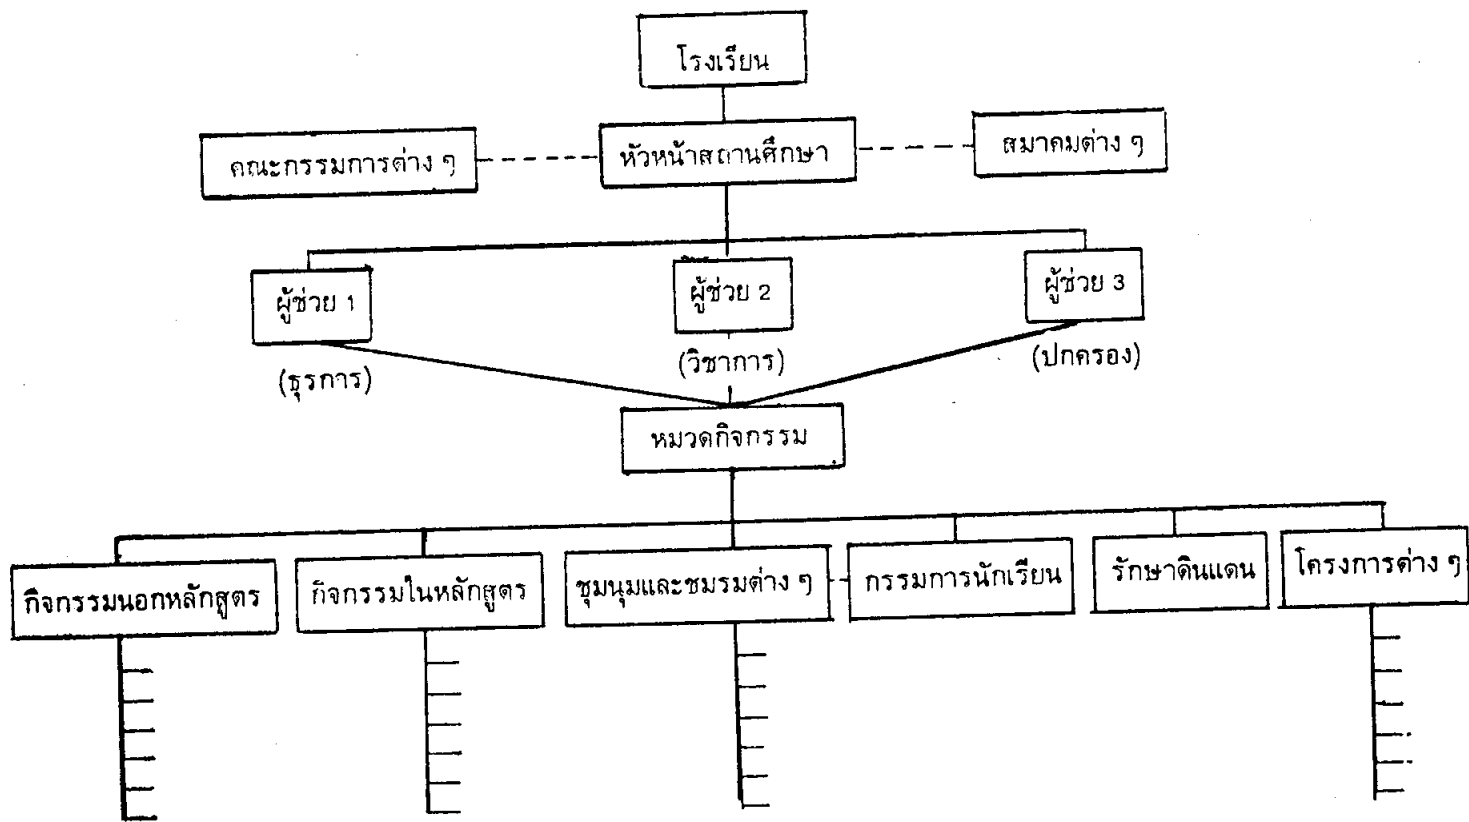 โรงเรียน
คณะกรรมการต่าง ๆ
หัวหน้าสถานศึกษา
สมาคมต่าง ๆ
ผู้ช่วย 1
ผู้ช่วย 2
ผู้ช่วย 3
(ธุรการ)
(วิชาการ)
(ปกครอง)
หมวดกิจกรรม
กิจกรรมนอกหลักสูตร
กิจกรรมในหลักสูตร
ชุมนุมและชมรมต่าง ๆ
กรรมการนักเรียน
รักษาดินแดน
โครงการต่าง ๆ